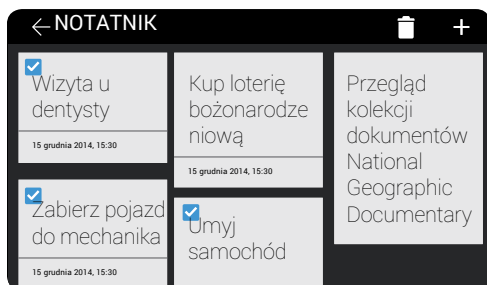 NOTATNIK
Wizyta u
dentysty
15 grudnia 2014, 15:30
Zabierz pojazd
do mechanika
15 grudnia 2014, 15:30
Kup loterię
bożonarodze
niową
15 grudnia 2014, 15:30
Umyj
samochód
Przegląd
kolekcji
dokumentów
National
Geographic
Documentary